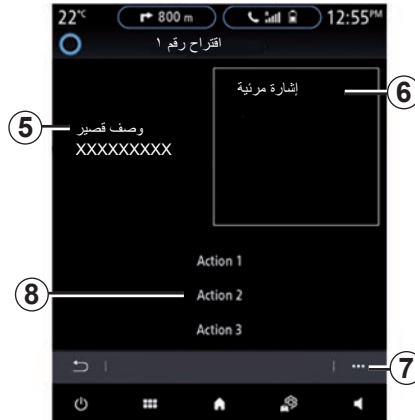 22°C 800 m 12:55PM
اقتراح رقم ١
إشارة مرئية
6
5
وصف قصير
XXXXXXXXX
Action 1
8
Action 2
Action 3
7